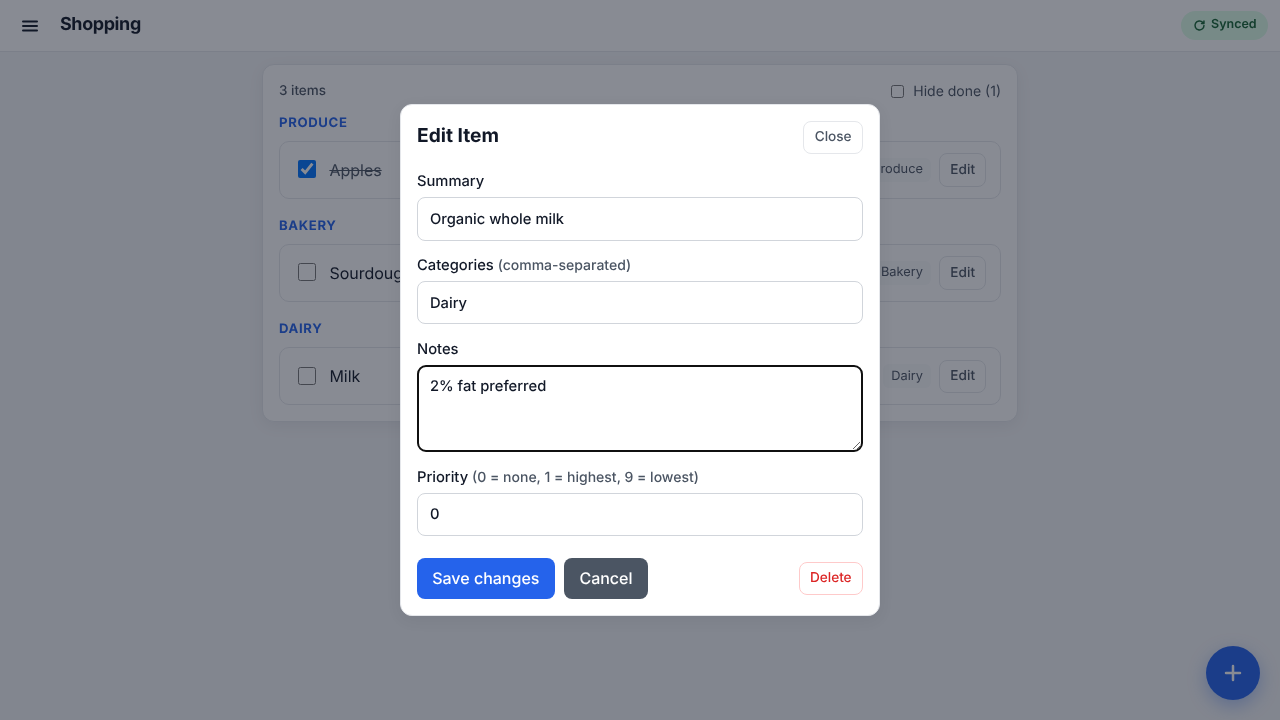 Shopping
Synced
3 items
Hide done (1)
PRODUCE
Apples
Edit
BAKERY
Bakery
Edit
DAIRY
Milk
Dairy
Edit
Edit Item
Close
Summary
Organic whole milk
Categories (comma-separated)
Dairy
Notes
2% fat preferred
Priority (0 = none, 1 = highest, 9 = lowest)
0
Save changes
Cancel
Delete